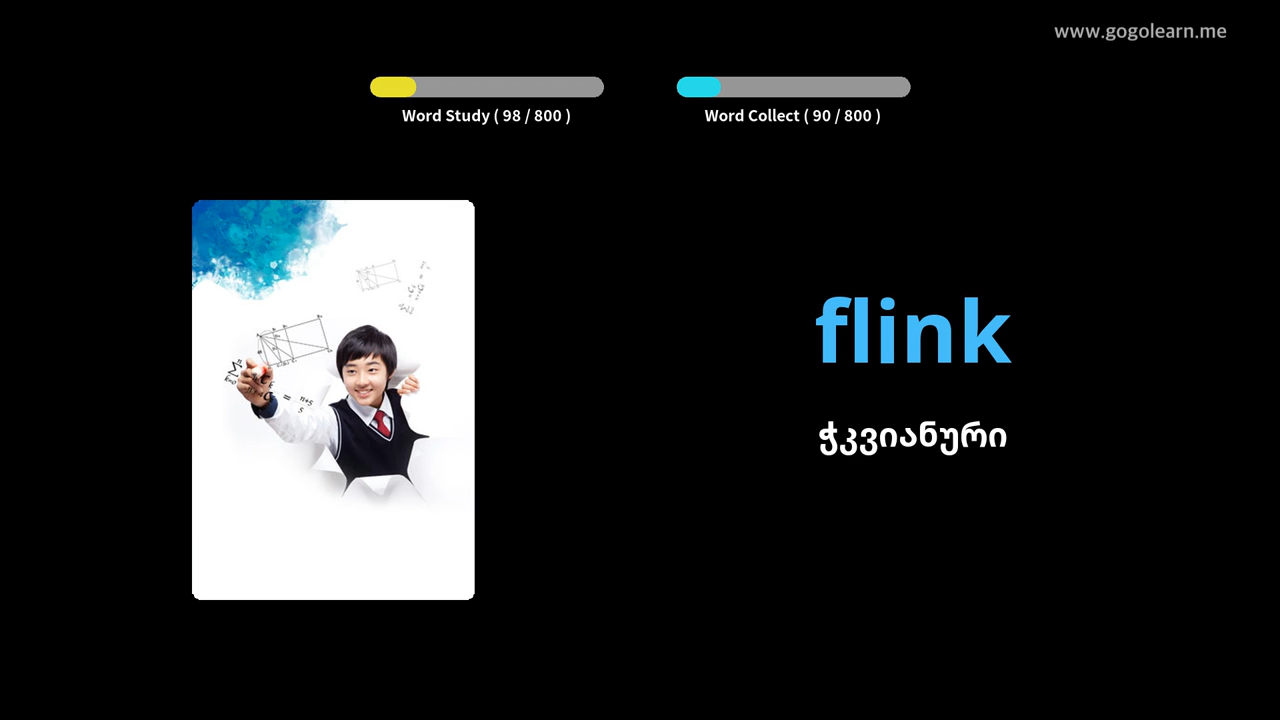 www.gogolearn.me
Word Study ( 98 / 800 )
Word Collect ( 90 / 800 )
flink
ჭკვიანური